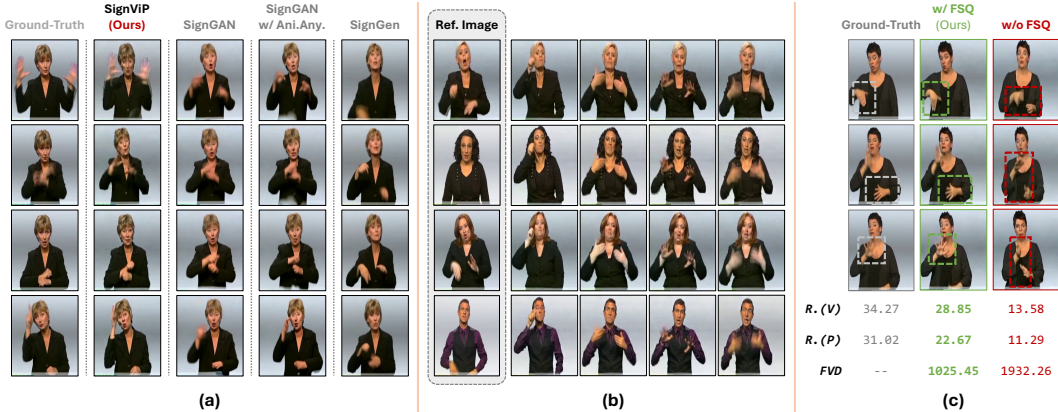 Ground-Truth
SignViP
(Ours)
SignGAN
SignGAN
w/ Ani.Any.
SignGen
Ref. Image
Ground-Truth
w/ FSQ
(Ours)
w/o FSQ
R.(V) 34.27 28.85 13.58
R.(P) 31.02 22.67 11.29
FVD -- 1025.45 1932.26
(a)
(b)
(c)